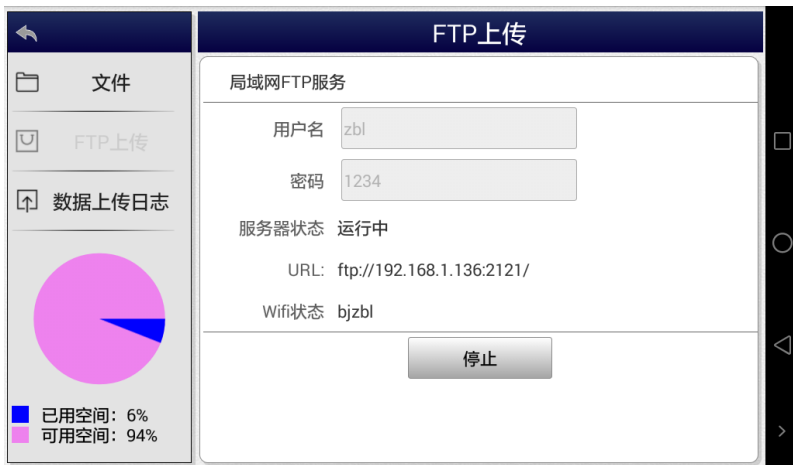 FTP上传
文件
FTP上传
数据上传日志
已用空间：6%
可用空间：94%
局域网FTP服务
用户名 zbl
密码 1234
服务器状态 运行中
URL: ftp://192.168.1.136:2121/
Wifi状态 bjzbl
停止